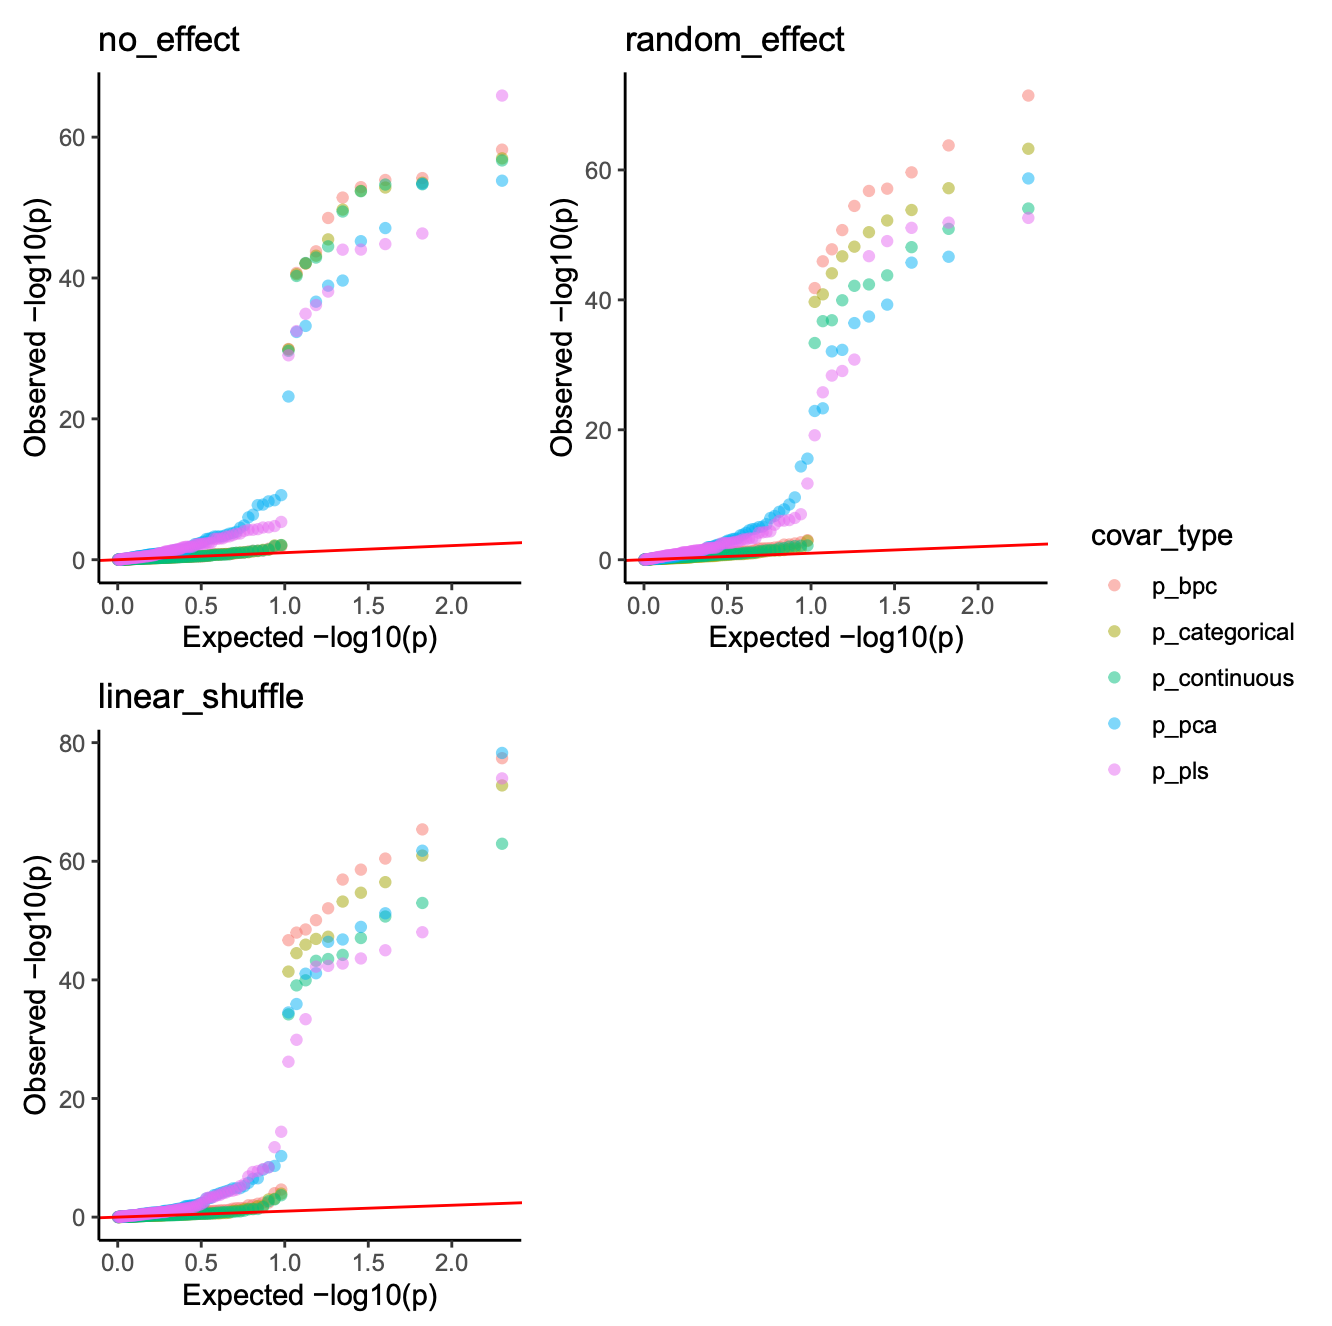 no_effect
Observed −log10(p)
60
40
20
0
0.0 0.5 1.0 1.5 2.0
Expected −log10(p)
random_effect
Observed −log10(p)
60
40
20
0
0.0 0.5 1.0 1.5 2.0
Expected −log10(p)
linear_shuffle
Observed −log10(p)
80
60
40
20
0
0.0 0.5 1.0 1.5 2.0
Expected −log10(p)
covar_type
p_bpc
p_categorical
p_continuous
p_pca
p_pls